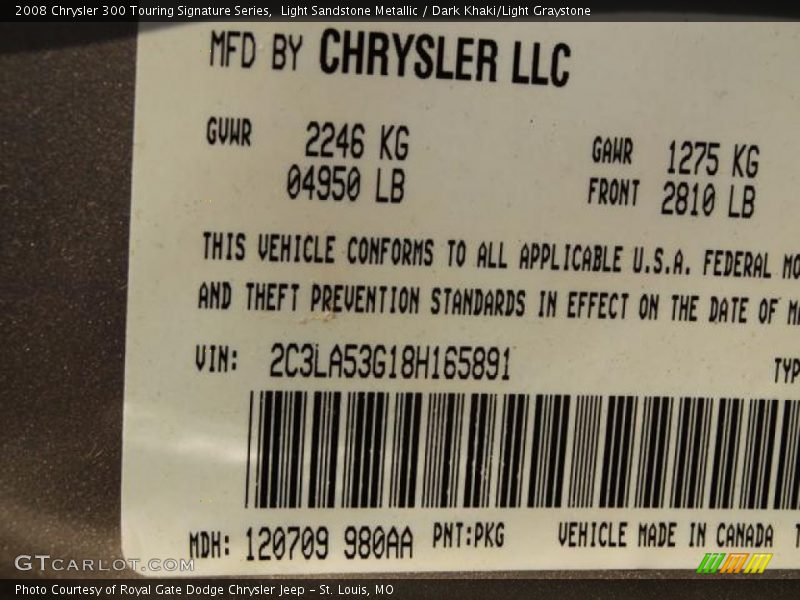 2008 Chrysler 300 Touring Signature Series, Light Sandstone Metallic / Dark Khaki/Light Graystone
MFD BY CHRYSLER LLC
GVWR 2246 KG GAWR 1275 KG
04950 LB FRONT 2810 LB
THIS VEHICLE CONFORMS TO ALL APPLICABLE U.S.A. FEDERAL MO
AND THEFT PREVENTION STANDARDS IN EFFECT ON THE DATE OF MA
VIN: 2C3LA53G18H165891 TYP
MDH: 120709 980AA PNT:PKG VEHICLE MADE IN CANADA T
GTCARLOT.COM
Photo Courtesy of Royal Gate Dodge Chrysler Jeep - St. Louis, MO